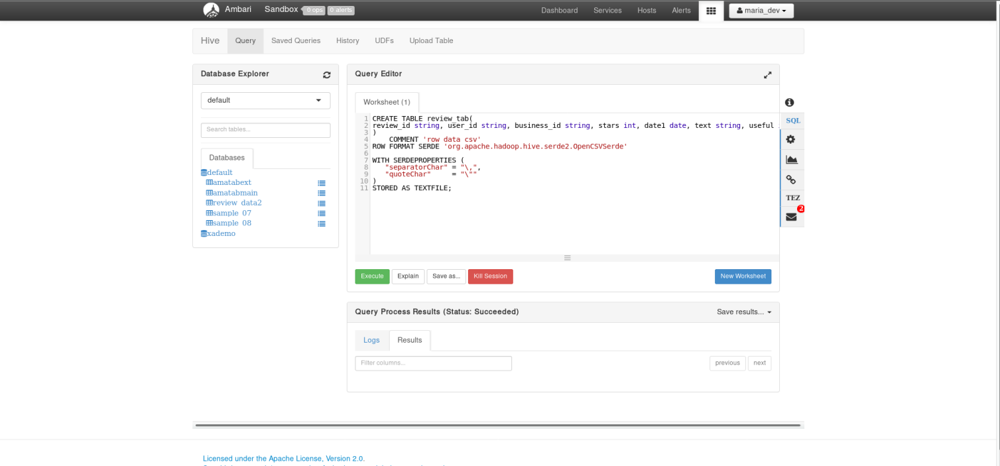 Ambari Sandbox 0 ops 0 alerts Dashboard Services Hosts Alerts maria_dev
Hive Query Saved Queries History UDFs Upload Table
Database Explorer
default
Search tables...
Databases
default
amatabext
amatabmain
review_data2
sample_07
sample_08
xademo
Query Editor
Worksheet (1)
1 CREATE TABLE review_tab(
2 review_id string, user_id string, business_id string, stars int, date1 date, text string, useful
3 )
4 COMMENT 'row data csv'
5 ROW FORMAT SERDE 'org.apache.hadoop.hive.serde2.OpenCSVSerde'
6
7 WITH SERDEPROPERTIES (
8 "separatorChar" = "\,",
9 "quoteChar" = "\""
10 )
11 STORED AS TEXTFILE;
SQL
TEZ
2
Execute Explain Save as... Kill Session New Worksheet
Query Process Results (Status: Succeeded) Save results...
Logs Results
Filter columns... previous next
Licensed under the Apache License, Version 2.0.